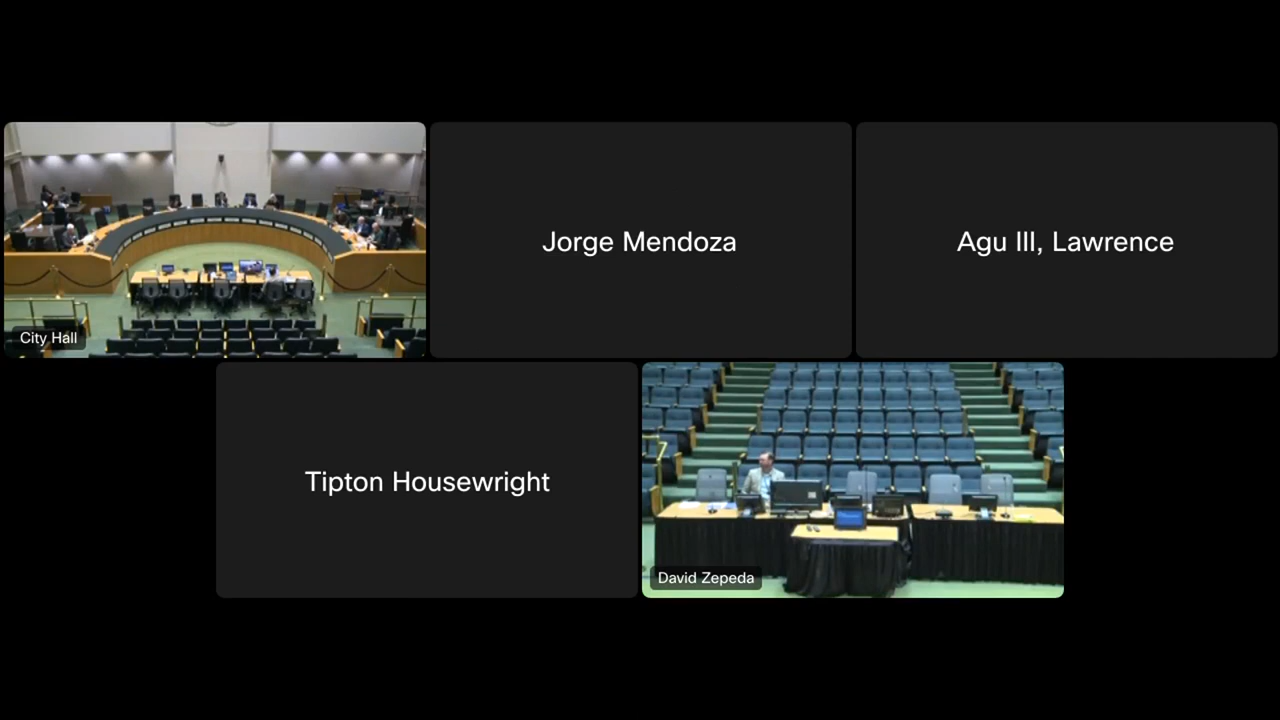 City Hall
Jorge Mendoza
Agu III, Lawrence
Tipton Housewright
David Zepeda